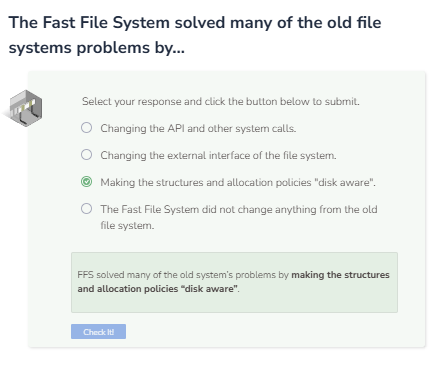 The Fast File System solved many of the old file
systems problems by...
Select your response and click the button below to submit.
Changing the API and other system calls.
Changing the external interface of the file system.
Making the structures and allocation policies "disk aware".
The Fast File System did not change anything from the old
file system.
FFS solved many of the old system's problems by making the structures
and allocation policies “disk aware”.
Check It!